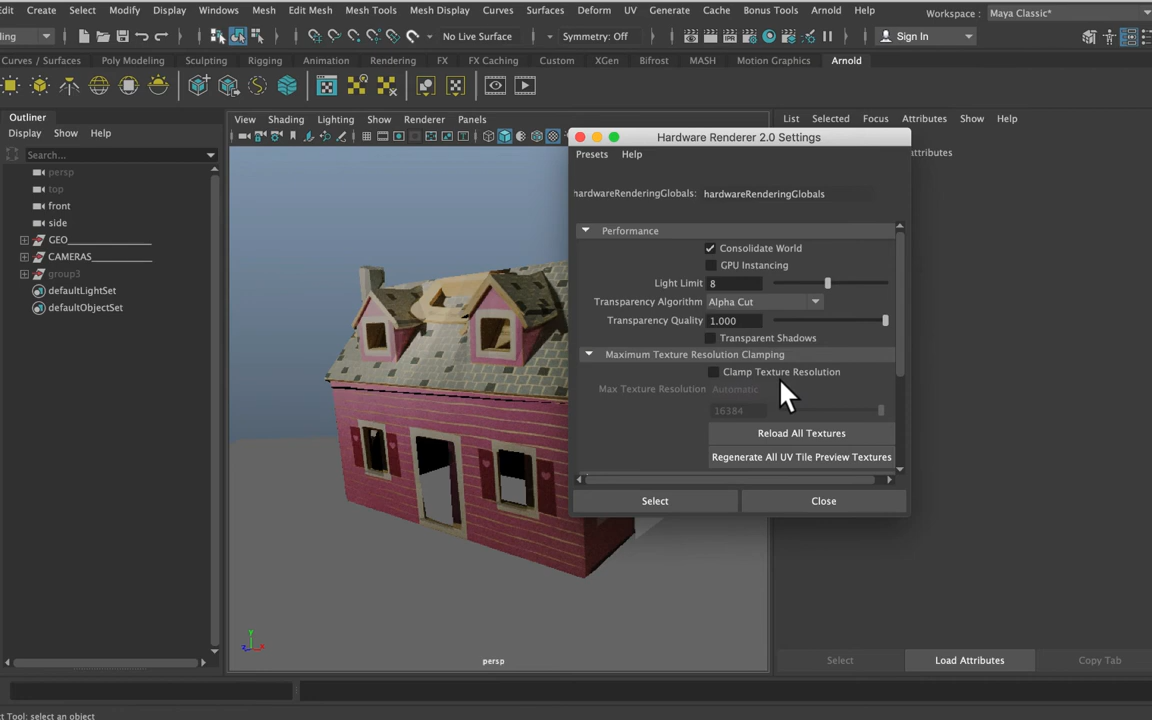 Edit Create Select Modify Display Windows Mesh Edit Mesh Mesh Tools Mesh Display Curves Surfaces Deform UV Generate Cache Bonus Tools Arnold Help Workspace : Maya Classic*
ling No Live Surface Symmetry: Off Sign In
Curves / Surfaces Poly Modeling Sculpting Rigging Animation Rendering FX FX Caching Custom XGen Bifrost MASH Motion Graphics Arnold
Outliner
Display Show Help
Search...
persp
top
front
side
GEO______________
CAMERAS__________
group3
defaultLightSet
defaultObjectSet
View Shading Lighting Show Renderer Panels
Hardware Renderer 2.0 Settings
Presets Help
hardwareRenderingGlobals: hardwareRenderingGlobals
Performance
Consolidate World
GPU Instancing
Light Limit 8
Transparency Algorithm Alpha Cut
Transparency Quality 1.000
Transparent Shadows
Maximum Texture Resolution Clamping
Clamp Texture Resolution
Max Texture Resolution Automatic
16384
Reload All Textures
Regenerate All UV Tile Preview Textures
Select Close
persp
List Selected Focus Attributes Show Help
attributes
Select Load Attributes Copy Tab
ct Tool: select an object